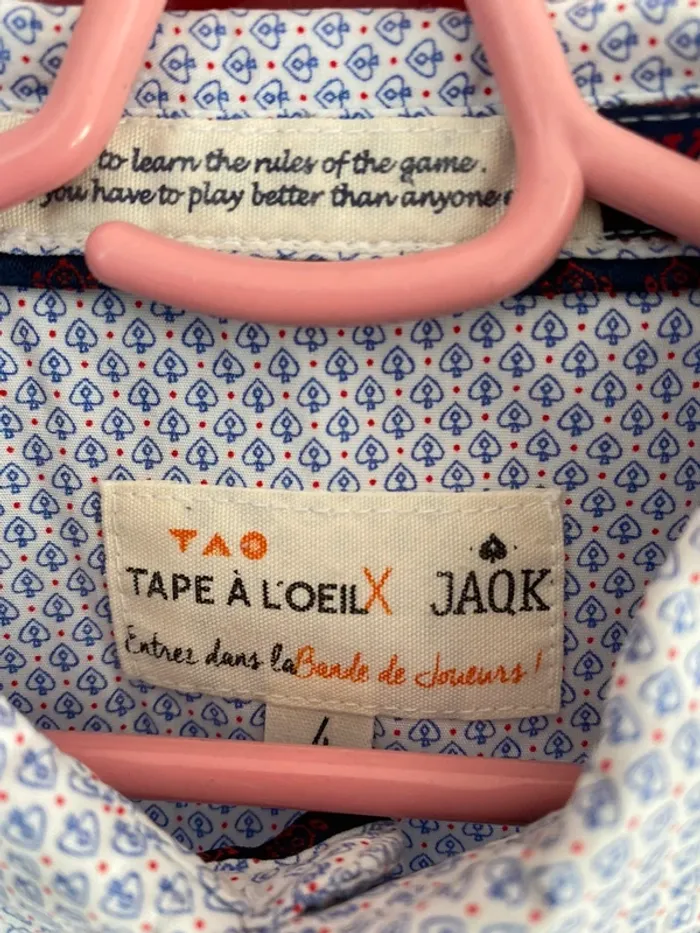 to learn the rules of the game.
you have to play better than anyone
TAO
TAPE À L'OEIL X JAQK
Entrez dans la Bande de Joueurs !
4